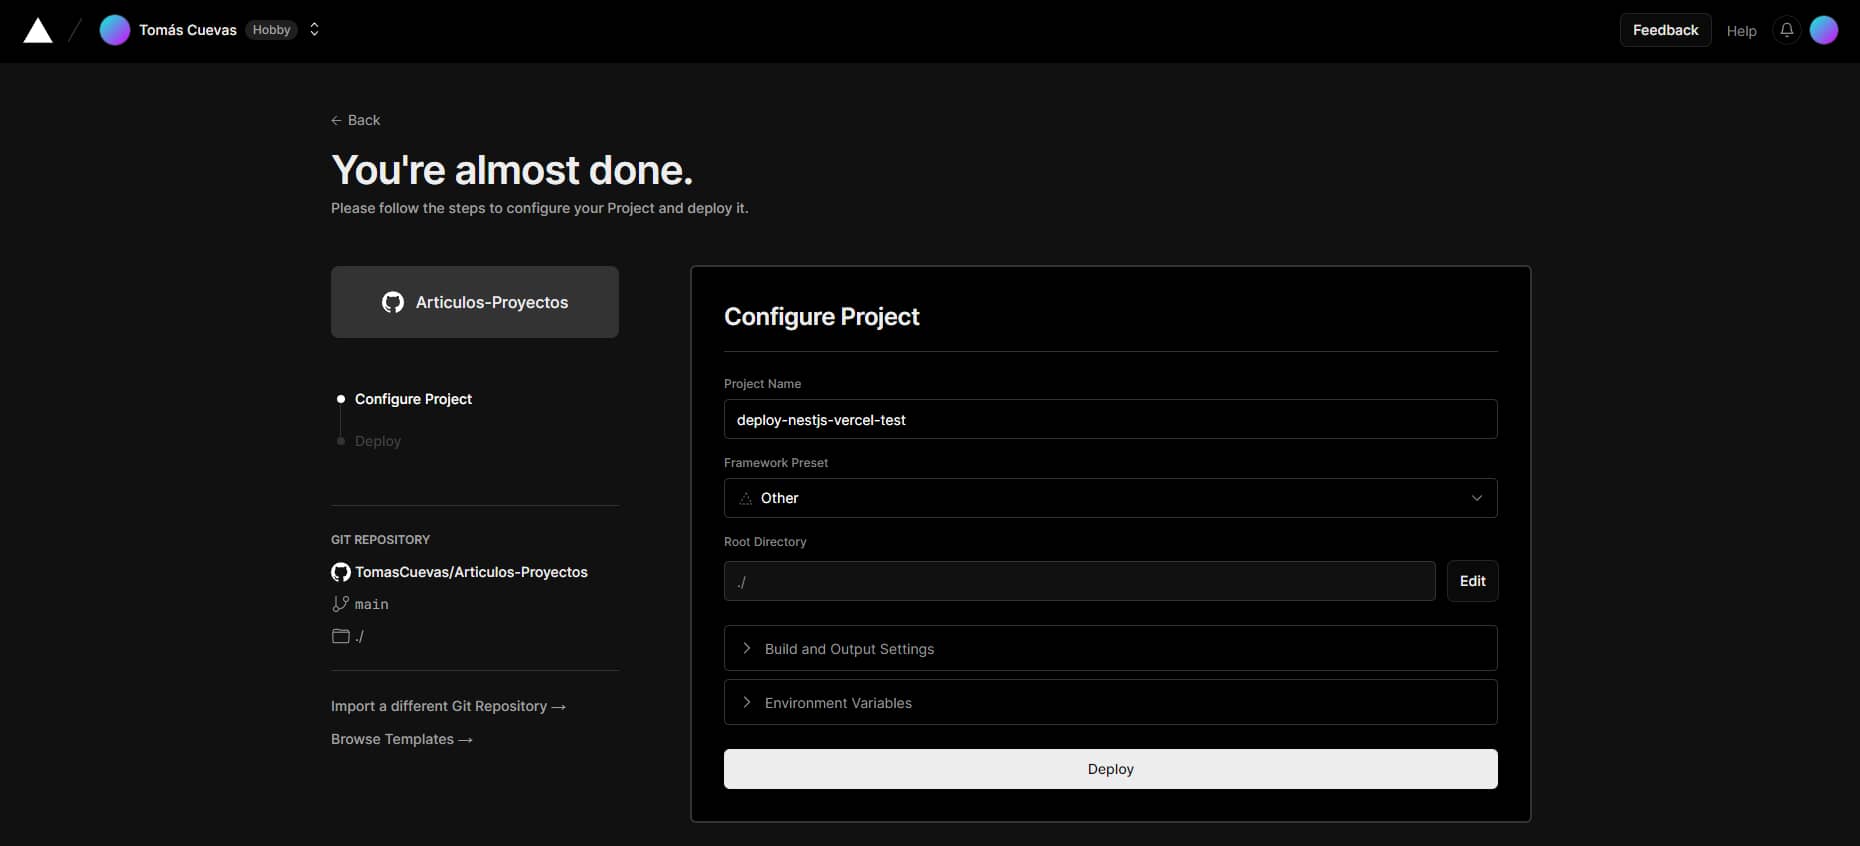 Tomás Cuevas Hobby
Feedback Help
← Back
You're almost done.
Please follow the steps to configure your Project and deploy it.
Articulos-Proyectos
Configure Project
Deploy
GIT REPOSITORY
TomasCuevas/Articulos-Proyectos
main
./
Import a different Git Repository →
Browse Templates →
Configure Project
Project Name
deploy-nestjs-vercel-test
Framework Preset
Other
Root Directory
./ Edit
Build and Output Settings
Environment Variables
Deploy